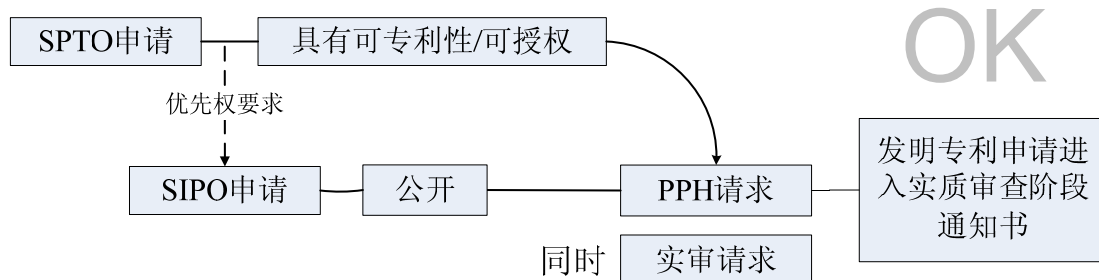 OK
SPTO申请
具有可专利性/可授权
优先权要求
SIPO申请
公开
PPH请求
发明专利申请进
入实质审查阶段
通知书
同时
实审请求